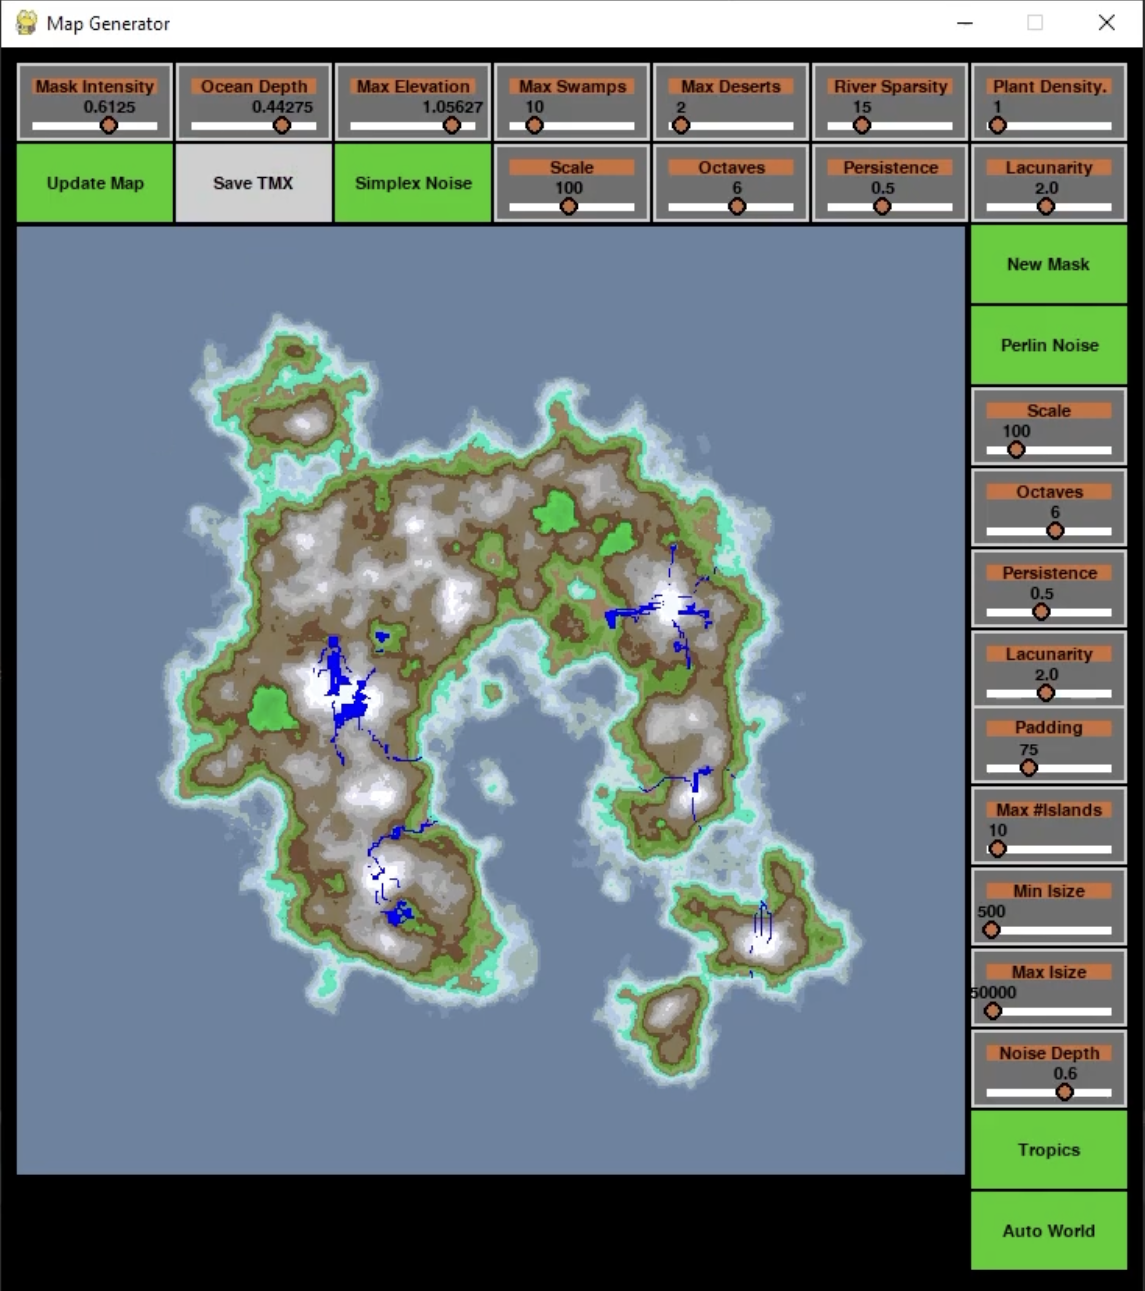 Map Generator
Mask Intensity
0.6125
Ocean Depth
0.44275
Max Elevation
1.05627
Max Swamps
10
Max Deserts
2
River Sparsity
15
Plant Density.
1
Update Map
Save TMX
Simplex Noise
Scale
100
Octaves
6
Persistence
0.5
Lacunarity
2.0
New Mask
Perlin Noise
Scale
100
Octaves
6
Persistence
0.5
Lacunarity
2.0
Padding
75
Max #Islands
10
Min Isize
500
Max Isize
50000
Noise Depth
0.6
Tropics
Auto World